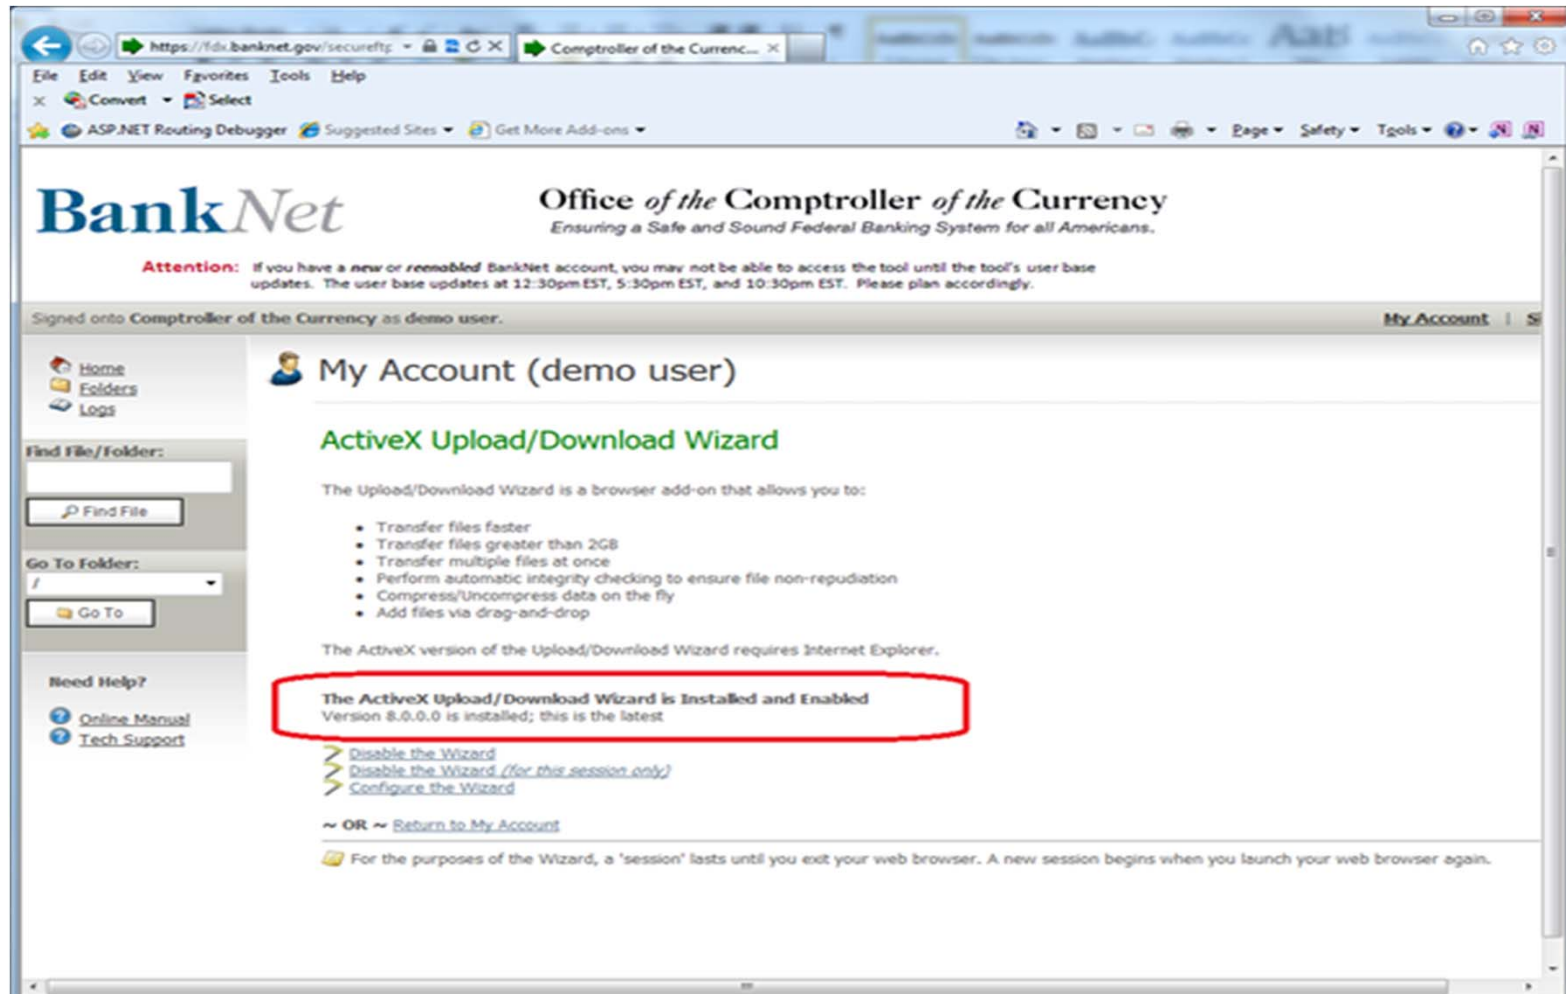 https://fdx.banknet.gov/secureftp
Comptroller of the Currenc...
File Edit View Favorites Tools Help
Convert Select
ASP.NET Routing Debugger Suggested Sites Get More Add-ons Page Safety Tools
BankNet
Office of the Comptroller of the Currency
Ensuring a Safe and Sound Federal Banking System for all Americans.
Attention: If you have a new or reenabled BankNet account, you may not be able to access the tool until the tool's user base
updates. The user base updates at 12:30pm EST, 5:30pm EST, and 10:30pm EST. Please plan accordingly.
Signed onto Comptroller of the Currency as demo user. My Account | S
Home
Folders
Logs
Find File/Folder:
Find File
Go To Folder:
/
Go To
Need Help?
Online Manual
Tech Support
My Account (demo user)
ActiveX Upload/Download Wizard
The Upload/Download Wizard is a browser add-on that allows you to:
• Transfer files faster
• Transfer files greater than 2GB
• Transfer multiple files at once
• Perform automatic integrity checking to ensure file non-repudiation
• Compress/Uncompress data on the fly
• Add files via drag-and-drop
The ActiveX version of the Upload/Download Wizard requires Internet Explorer.
The ActiveX Upload/Download Wizard is Installed and Enabled
Version 8.0.0.0 is installed; this is the latest
Disable the Wizard
Disable the Wizard (for this session only)
Configure the Wizard
~ OR ~ Return to My Account
For the purposes of the Wizard, a 'session' lasts until you exit your web browser. A new session begins when you launch your web browser again.